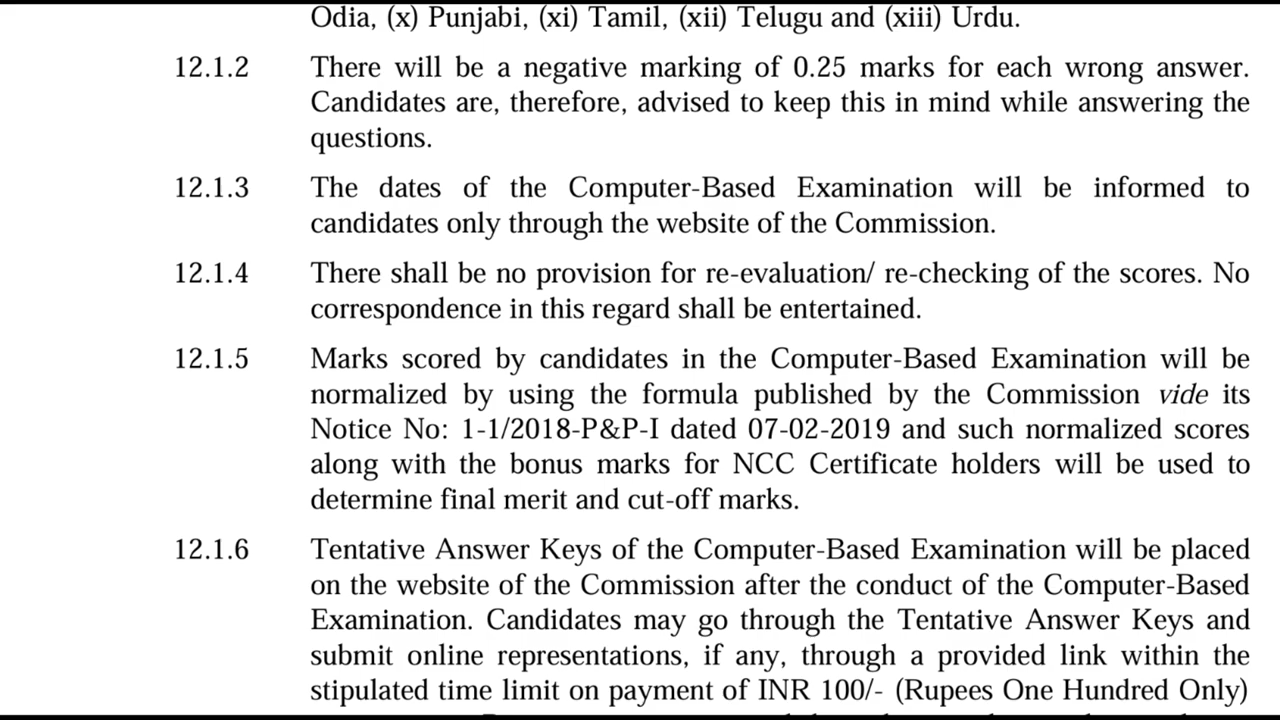 Odia, (x) Punjabi, (xi) Tamil, (xii) Telugu and (xiii) Urdu.
12.1.2 There will be a negative marking of 0.25 marks for each wrong answer.
Candidates are, therefore, advised to keep this in mind while answering the
questions.
12.1.3 The dates of the Computer-Based Examination will be informed to
candidates only through the website of the Commission.
12.1.4 There shall be no provision for re-evaluation/ re-checking of the scores. No
correspondence in this regard shall be entertained.
12.1.5 Marks scored by candidates in the Computer-Based Examination will be
normalized by using the formula published by the Commission vide its
Notice No: 1-1/2018-P&P-I dated 07-02-2019 and such normalized scores
along with the bonus marks for NCC Certificate holders will be used to
determine final merit and cut-off marks.
12.1.6 Tentative Answer Keys of the Computer-Based Examination will be placed
on the website of the Commission after the conduct of the Computer-Based
Examination. Candidates may go through the Tentative Answer Keys and
submit online representations, if any, through a provided link within the
stipulated time limit on payment of INR 100/- (Rupees One Hundred Only)